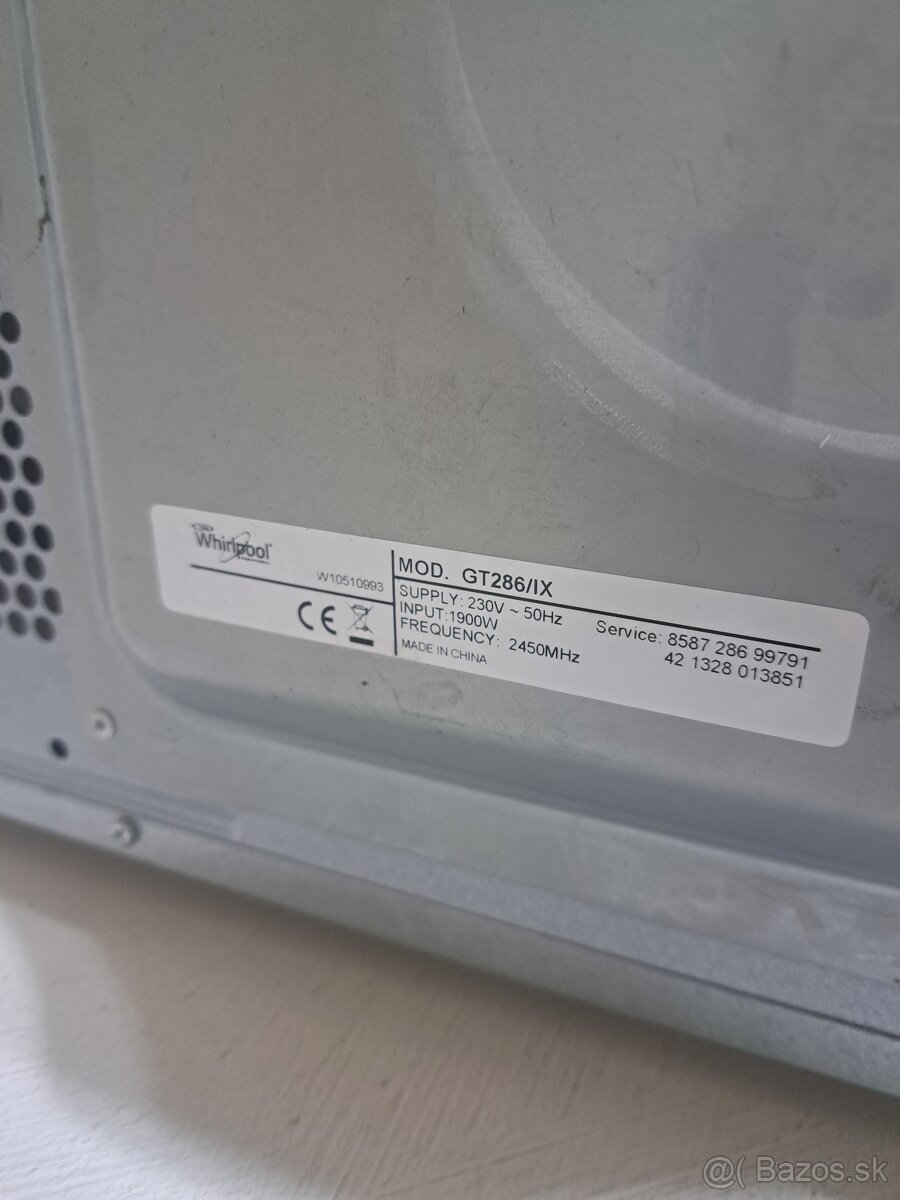 Whirlpool
W10510993
CE
MOD. GT286/IX
SUPPLY: 230V ~ 50Hz
INPUT:1900W
FREQUENCY: 2450MHz
MADE IN CHINA
Service: 8587 286 99791
42 1328 013851
@( Bazos.sk